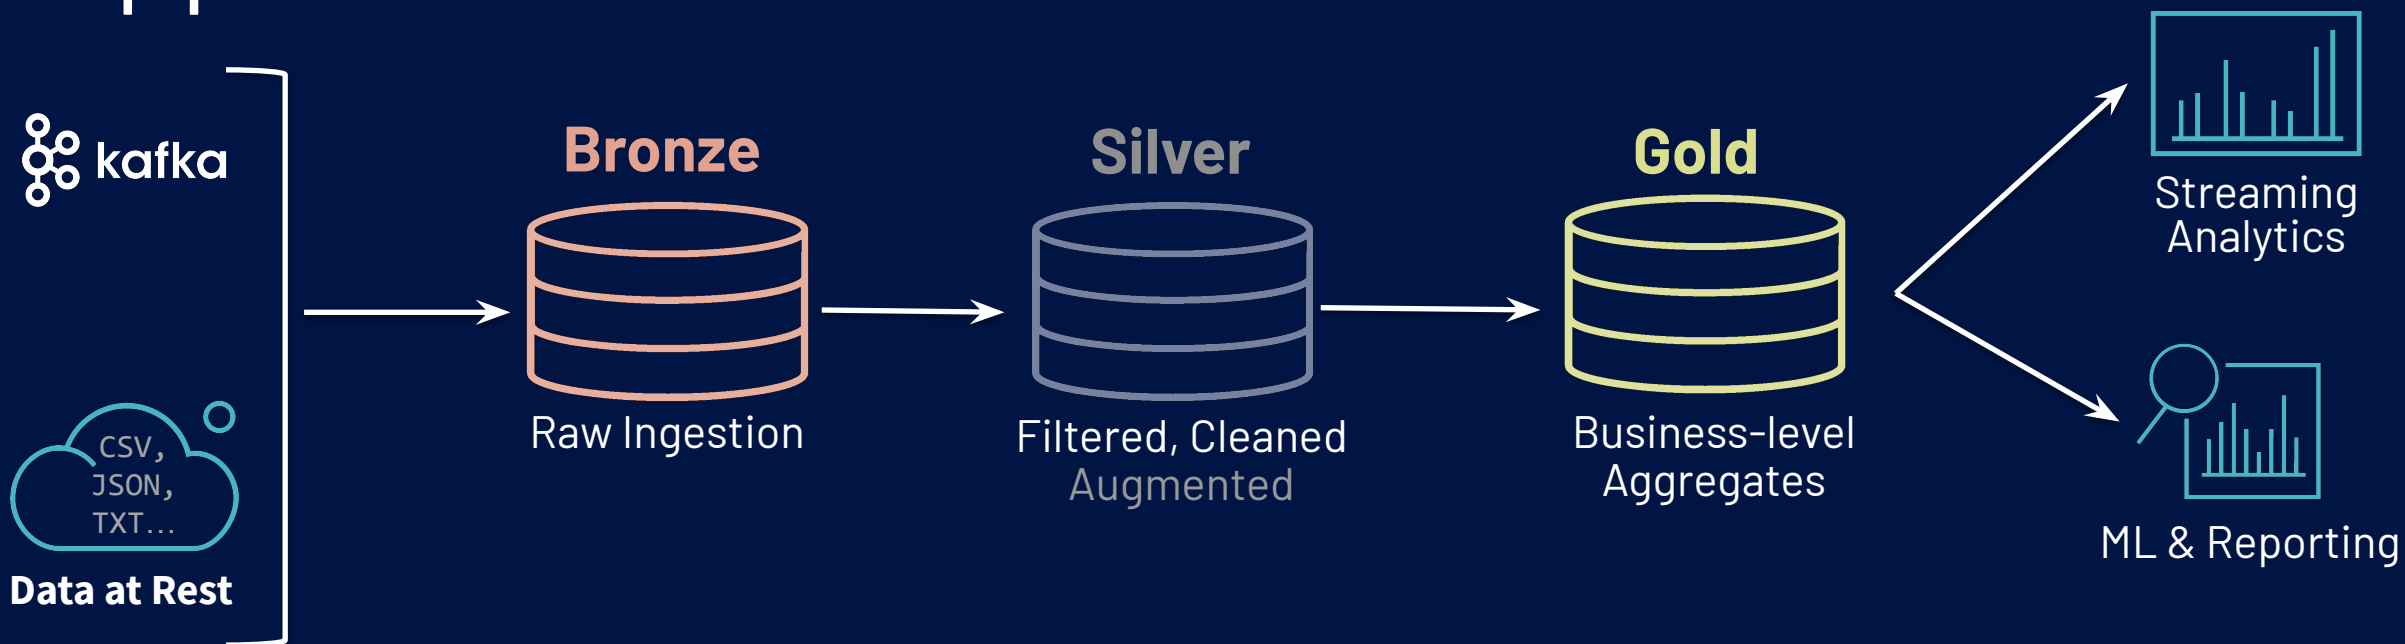 kafka
CSV,
JSON,
TXT...
Data at Rest
Bronze
Raw Ingestion
Silver
Filtered, Cleaned
Augmented
Gold
Business-level
Aggregates
Streaming
Analytics
ML & Reporting